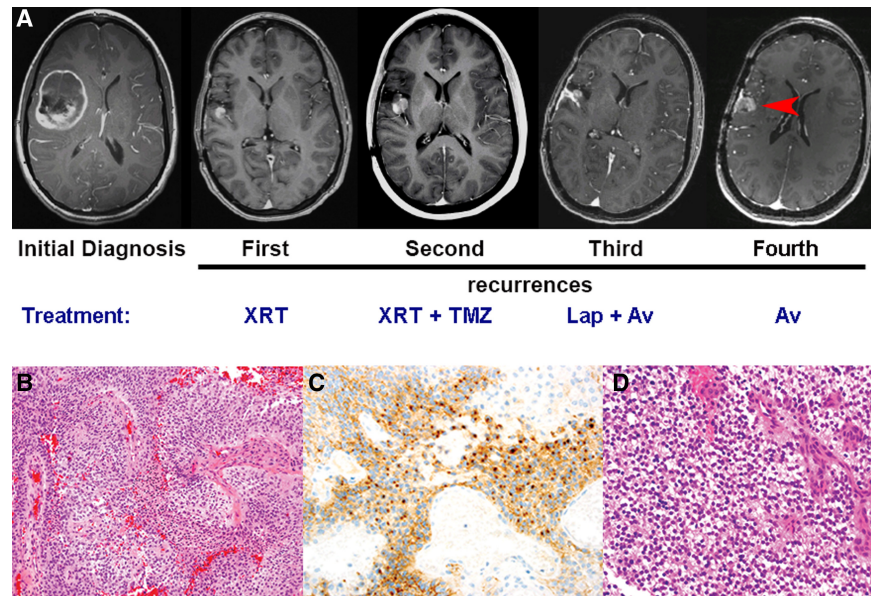 A
Initial Diagnosis First Second Third Fourth
recurrences
Treatment: XRT XRT + TMZ Lap + Av Av
B C D